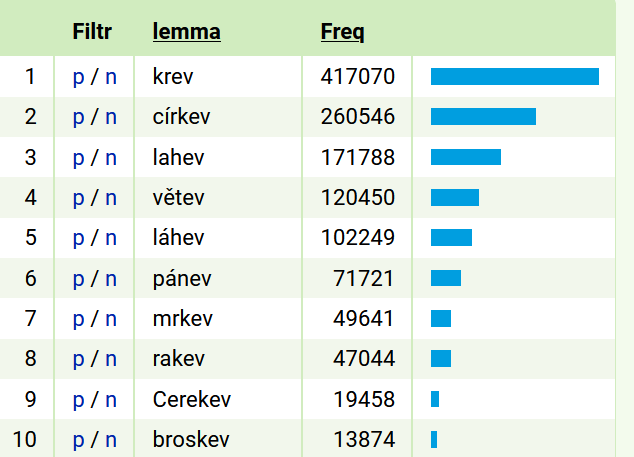 Filtr lemma Freq
1 p / n krev 417070
2 p / n církev 260546
3 p / n lahev 171788
4 p / n větev 120450
5 p / n láhev 102249
6 p / n pánev 71721
7 p / n mrkev 49641
8 p / n rakev 47044
9 p / n Cerekev 19458
10 p / n broskev 13874